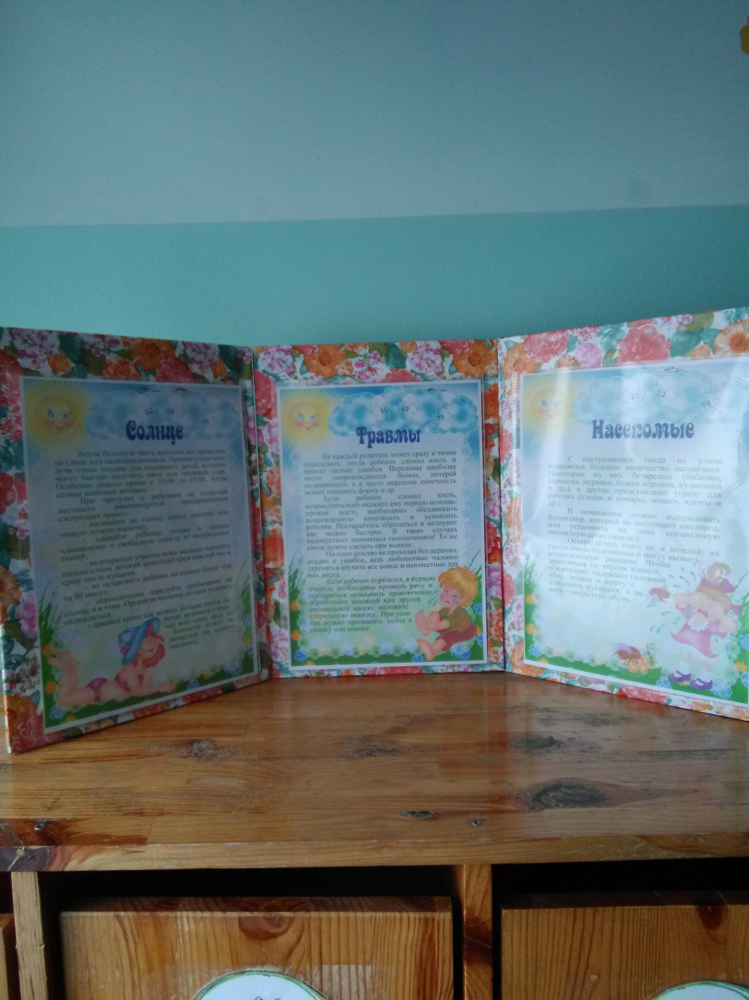 Солнце
Летом большую часть времени мы проводим
на улице под палящим солнцем. Прямые солнечные
лучи очень опасны для маленьких детей, которые
могут быстро получить ожог или тепловой удар.
Особенно опасно время с 10:00 до 15:00, когда
солнце наиболее активно.
При прогулке с ребенком на открытой
местности рекомендуется придерживаться
следующих правил:
- надевайте на голову крохи панамку или
тонкую легкую шапочку;
- одевайте ребенка только в легкую
«дышащую» и свободную одежду из натуральных
тканей;
- на открытые участки кожи малыша наносите
тонким слоем детский защитный крем каждый час и
сразу после купания.
- не оставляйте ребенка на солнце более чем
на 30 минут;
- периодически чередуйте пребывание на
солнце и в тени. Организм малыша должен успевать
охлаждаться;
- давайте крохе как можно больше питья. За-
ранее возьмите с воду,
чай или соки, ведь по
близости может не
оказаться ни одного
магазина.
Травмы
Не каждый родитель может сразу и точно
определить, когда ребенок сломал кость и
просто сильно ушибся. Переломы наиболее
часто сопровождаются болью, потерей
подвижности, а в месте перелома конечность
может изменить форму и др.
Если ребенок сломал кость,
незамедлительно окажите ему первую помощь:
прежде всего, необходимо обездвижить
поврежденную конечность и успокоить
ребенка. Постарайтесь обратиться в медпункт
как можно быстрее. В таких случаях
недопустимо заниматься самолечением! То же
самое нужно сделать при вывихе.
Ни одно детство не проходит без царапин,
ссадин и ушибов, ведь любопытные малыши
стремятся изучить все новые и неизвестные для
них места.
Если ребенок порезался, в первую
очередь необходимо промыть рану и
постараться остановить кровотечение,
обработайте зеленкой или другой
специальной мазью, наложите
стерильную повязку. При уши-
бах нужно приложить холод к
синяку или шишке.
Насекомые
С наступлением тепла на улице
появляется большое количество насекомых.
Некоторые из них безвредны (бабочки,
стрекозы, муравьи, божьи коровки, кузнечики
и др.), а другие представляют угрозу для
ребенка (клещи и комары, мошки, клопы и
др.).
В помещении можно использовать
фумигатор, который не поглощает кислород,
или установить на окна специальную
москитную сетку (марлю).
Остерегайтесь пчел, ос и шмелей: их
укусы очень болезненны и могут вызвать
аллергическую реакцию. Чтобы
защититься от укусов клещей,
обязательно надевайте головной
убор, штаны и кофту с
длинными рукавами, а на
ноги – закрытую обувь.